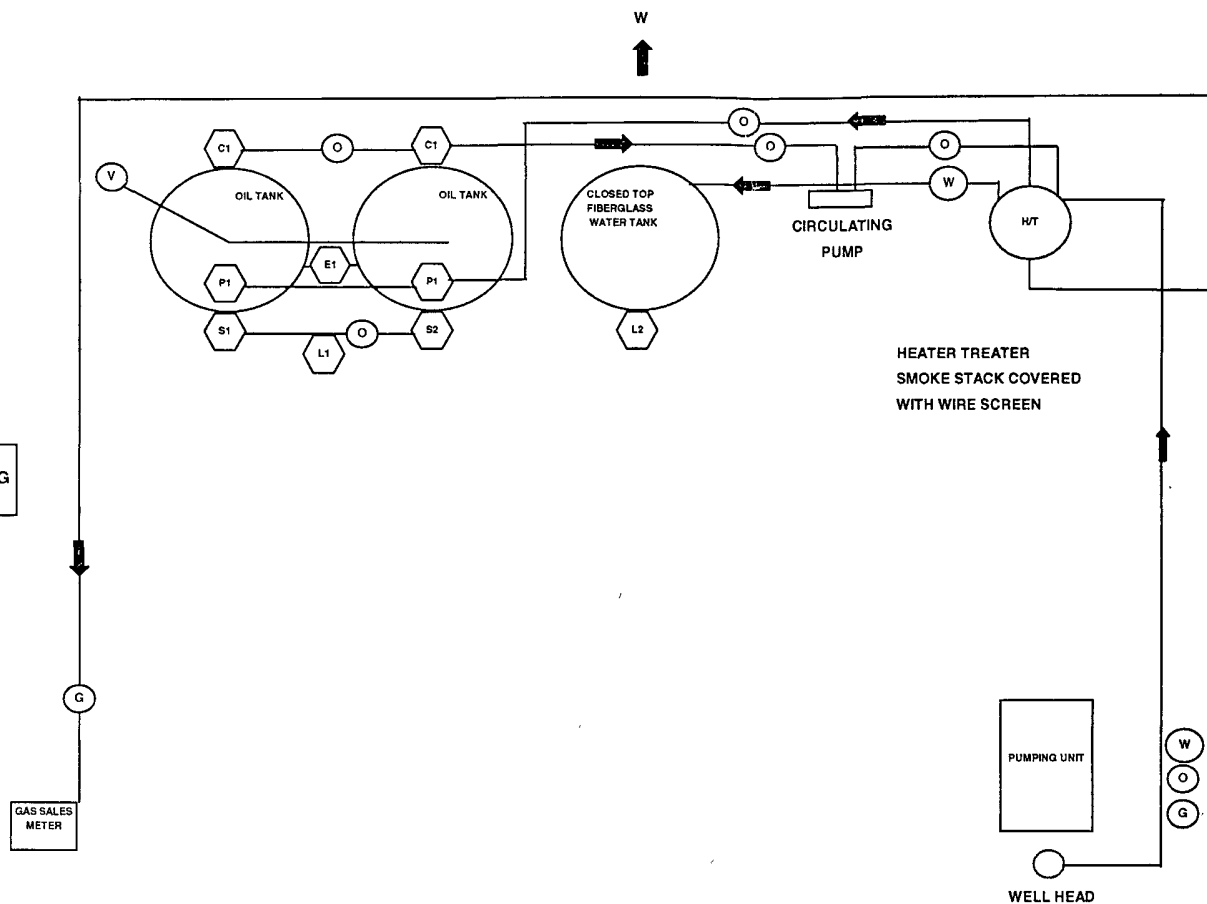 W
O
C1
O
C1
O
O
V
OIL TANK
OIL TANK
CLOSED TOP
FIBERGLASS
WATER TANK
W
H/T
CIRCULATING
PUMP
E1
P1
P1
S1
O
S2
L1
L2
HEATER TREATER
SMOKE STACK COVERED
WITH WIRE SCREEN
G
G
PUMPING UNIT
W
O
G
GAS SALES
METER
WELL HEAD